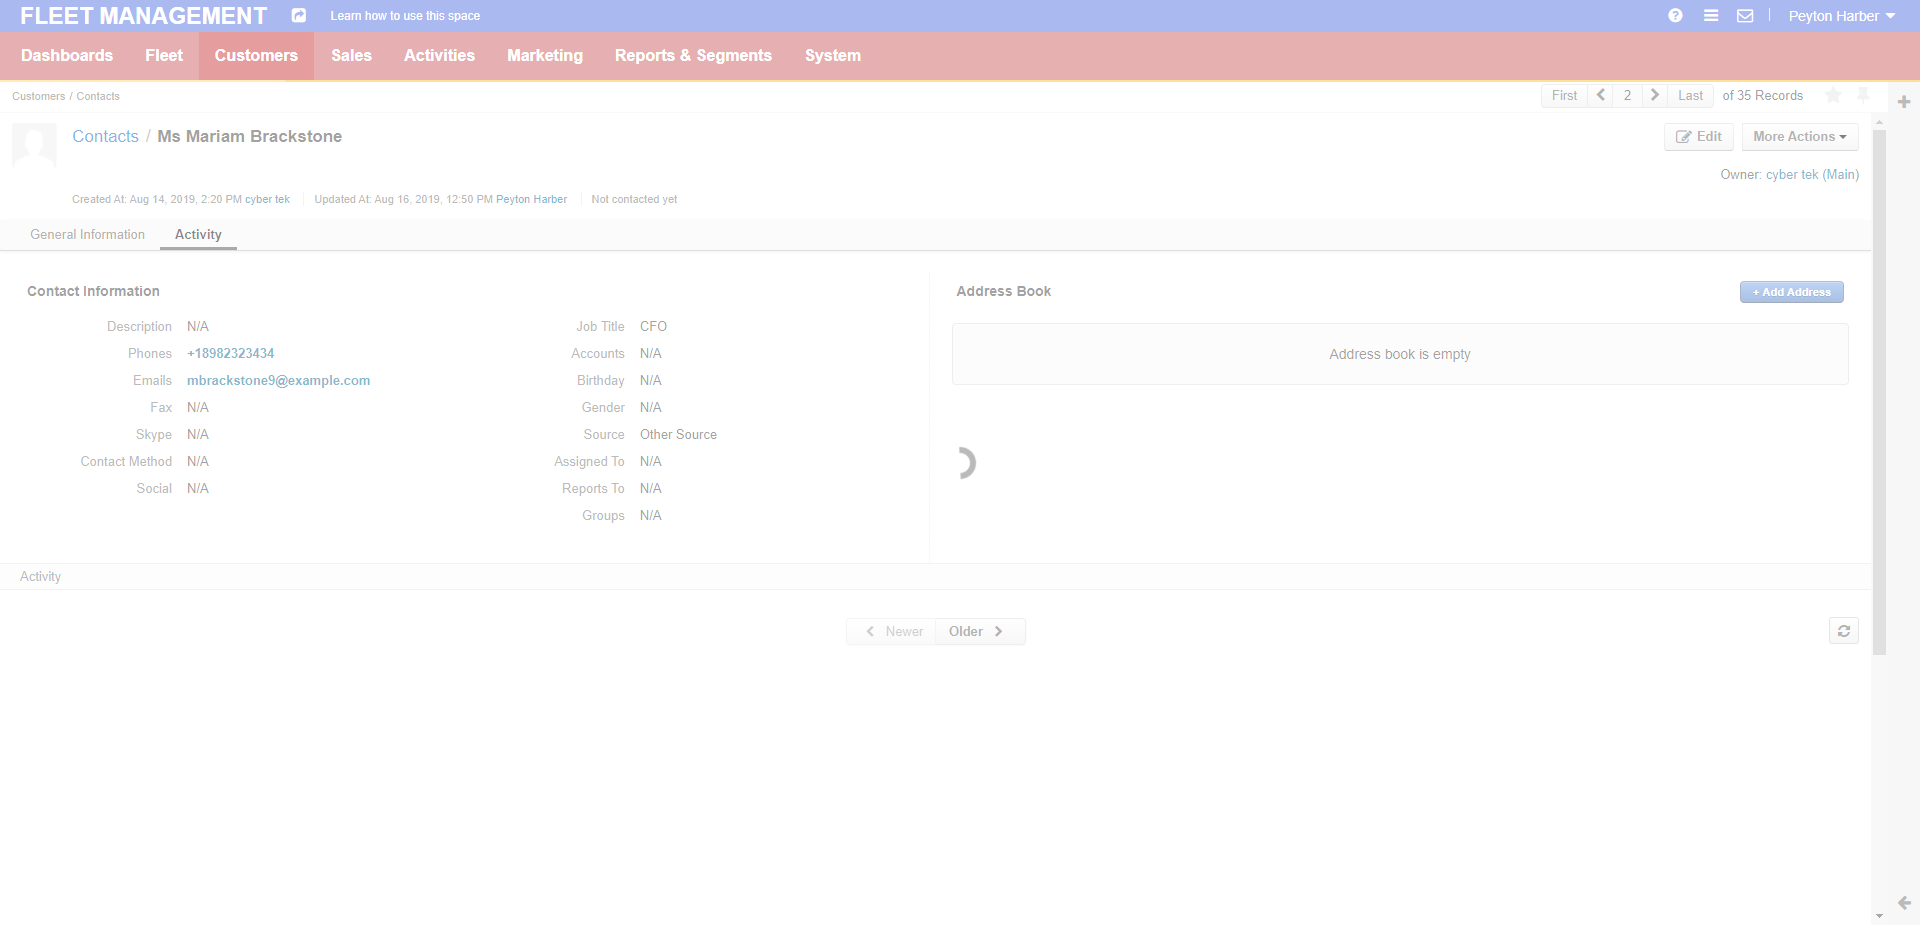 FLEET MANAGEMENT Learn how to use this space Peyton Harber
Dashboards Fleet Customers Sales Activities Marketing Reports & Segments System
Customers / Contacts First 2 Last of 35 Records
Contacts / Ms Mariam Brackstone Edit More Actions
Owner: cyber tek (Main)
Created At: Aug 14, 2019, 2:20 PM cyber tek Updated At: Aug 16, 2019, 12:50 PM Peyton Harber Not contacted yet
General Information Activity
Contact Information
Description N/A
Phones +18982323434
Emails mbrackstone9@example.com
Fax N/A
Skype N/A
Contact Method N/A
Social N/A
Job Title CFO
Accounts N/A
Birthday N/A
Gender N/A
Source Other Source
Assigned To N/A
Reports To N/A
Groups N/A
Address Book + Add Address
Address book is empty
Activity
Newer Older